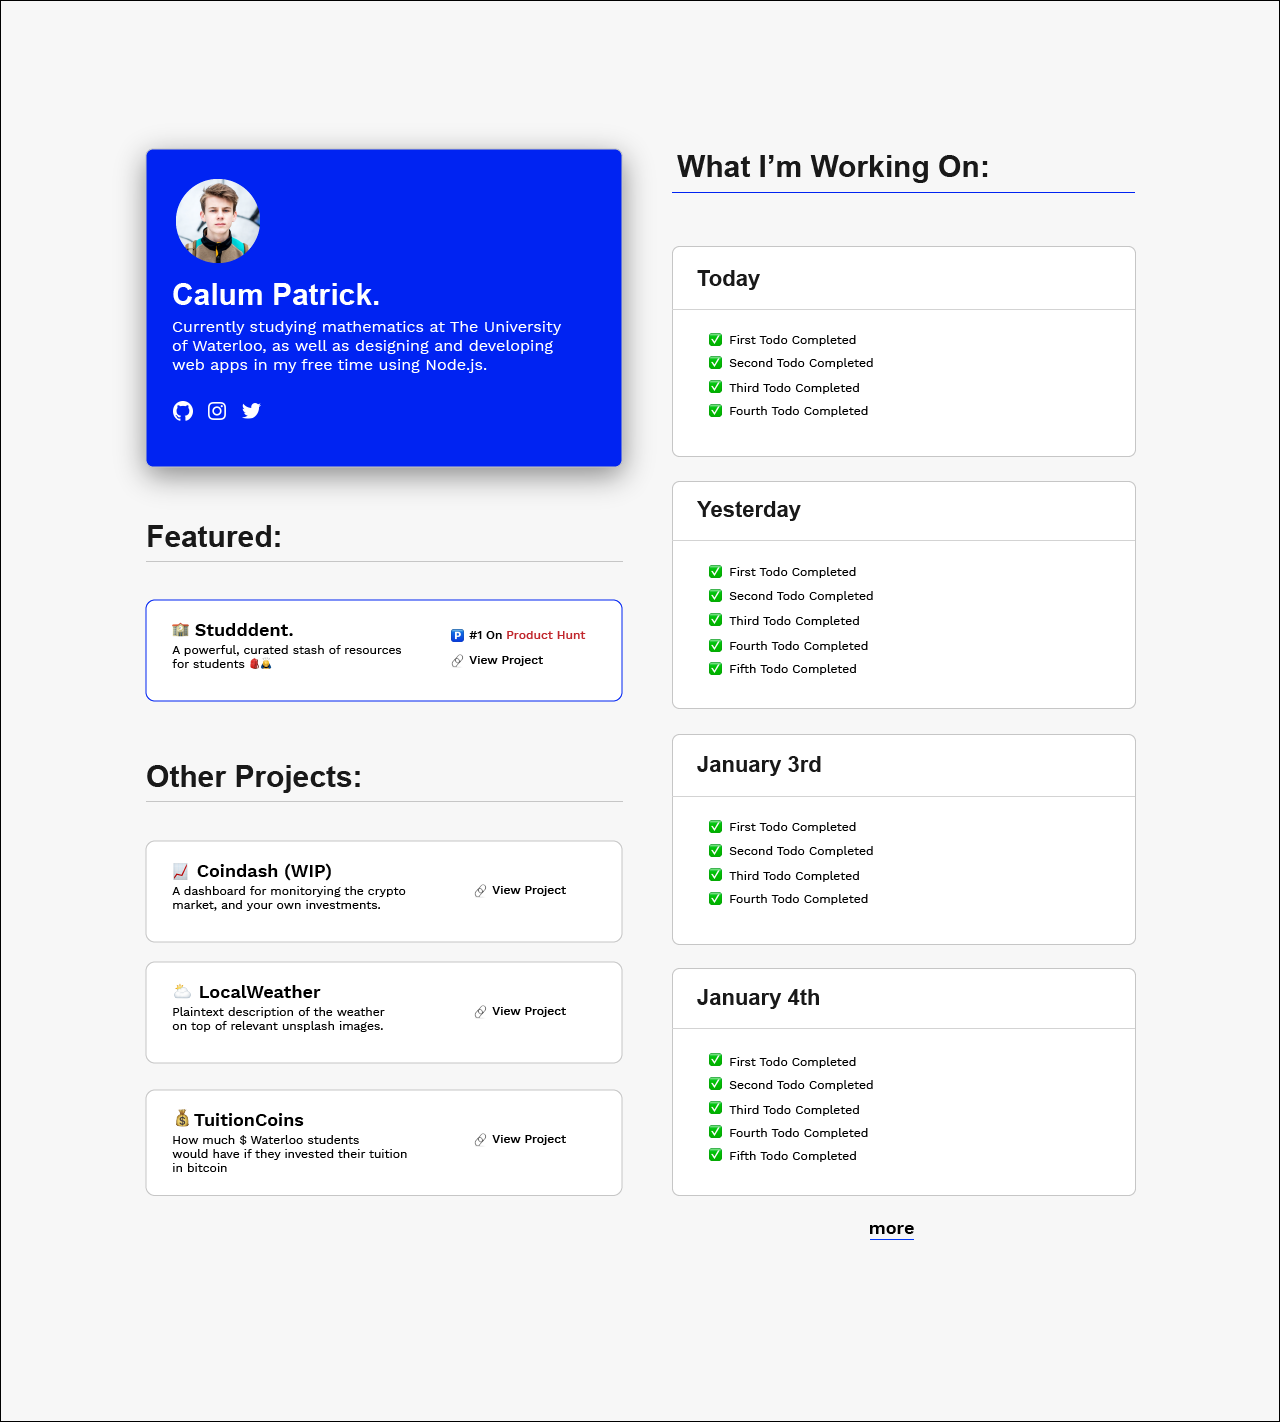 Calum Patrick.
Currently studying mathematics at The University
of Waterloo, as well as designing and developing
web apps in my free time using Node.js.
Featured:
🏫 Studddent.
A powerful, curated stash of resources
for students 🎒👩‍🎓
🅿️ #1 On Product Hunt
🔗 View Project
Other Projects:
📈 Coindash (WIP)
A dashboard for monitorying the crypto
market, and your own investments.
🔗 View Project
🌥 LocalWeather
Plaintext description of the weather
on top of relevant unsplash images.
🔗 View Project
💰 TuitionCoins
How much $ Waterloo students
would have if they invested their tuition
in bitcoin
🔗 View Project
What I’m Working On:
Today
✅ First Todo Completed
✅ Second Todo Completed
✅ Third Todo Completed
✅ Fourth Todo Completed
Yesterday
✅ First Todo Completed
✅ Second Todo Completed
✅ Third Todo Completed
✅ Fourth Todo Completed
✅ Fifth Todo Completed
January 3rd
✅ First Todo Completed
✅ Second Todo Completed
✅ Third Todo Completed
✅ Fourth Todo Completed
January 4th
✅ First Todo Completed
✅ Second Todo Completed
✅ Third Todo Completed
✅ Fourth Todo Completed
✅ Fifth Todo Completed
more